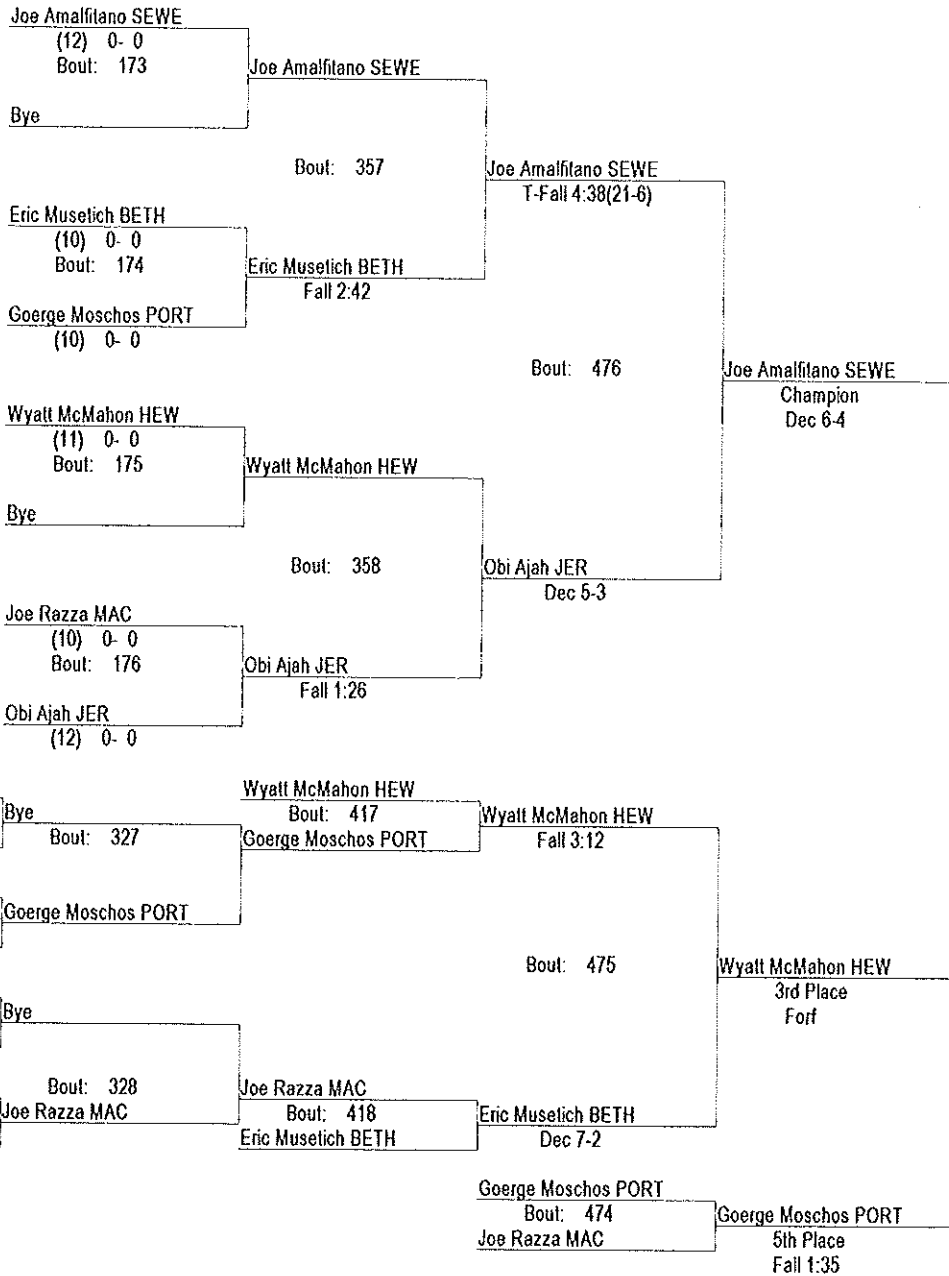 Joe Amalfitano SEWE
(12) 0- 0
Bout: 173
Joe Amalfitano SEWE
Bye
Bout: 357
Joe Amalfitano SEWE
T-Fall 4:38(21-6)
Eric Musetich BETH
(10) 0- 0
Bout: 174
Eric Musetich BETH
Fall 2:42
Goerge Moschos PORT
(10) 0- 0
Bout: 476
Joe Amalfitano SEWE
Champion
Dec 6-4
Wyatt McMahon HEW
(11) 0- 0
Bout: 175
Wyatt McMahon HEW
Bye
Bout: 358
Obi Ajah JER
Dec 5-3
Joe Razza MAC
(10) 0- 0
Bout: 176
Obi Ajah JER
Fall 1:26
Obi Ajah JER
(12) 0- 0
Wyatt McMahon HEW
Bye
Bout: 417
Wyatt McMahon HEW
Bout: 327
Goerge Moschos PORT
Fall 3:12
Goerge Moschos PORT
Bout: 475
Wyatt McMahon HEW
3rd Place
Forf
Bye
Bout: 328
Joe Razza MAC
Joe Razza MAC
Bout: 418
Eric Musetich BETH
Eric Musetich BETH
Dec 7-2
Goerge Moschos PORT
Bout: 474
Goerge Moschos PORT
Joe Razza MAC
5th Place
Fall 1:35